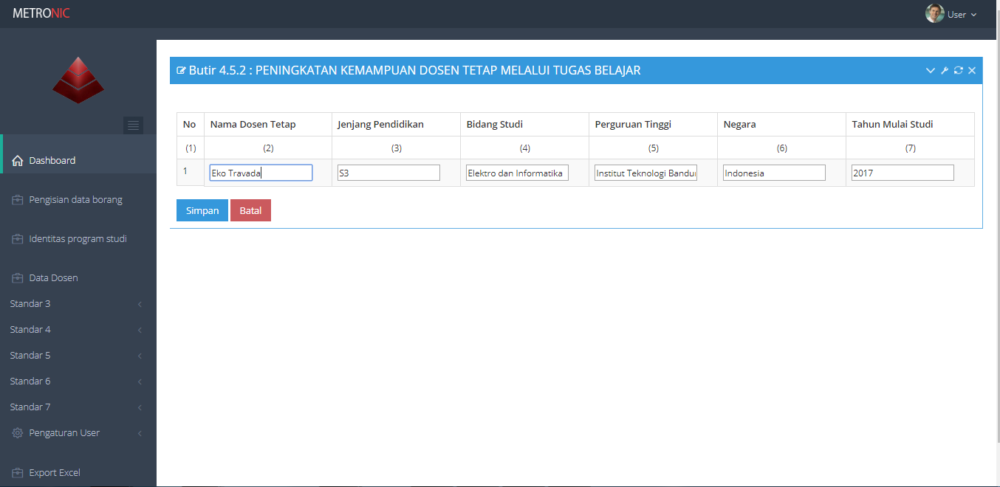 METRONIC
User
Butir 4.5.2 : PENINGKATAN KEMAMPUAN DOSEN TETAP MELALUI TUGAS BELAJAR
No Nama Dosen Tetap Jenjang Pendidikan Bidang Studi Perguruan Tinggi Negara Tahun Mulai Studi
(1) (2) (3) (4) (5) (6) (7)
1 Eko Travada S3 Elektro dan Informatika Institut Teknologi Indonesia 2017
Simpan Batal
Dashboard
Pengisian data borang
Identitas program studi
Data Dosen
Standar 3
Standar 4
Standar 5
Standar 6
Standar 7
Pengaturan User
Export Excel